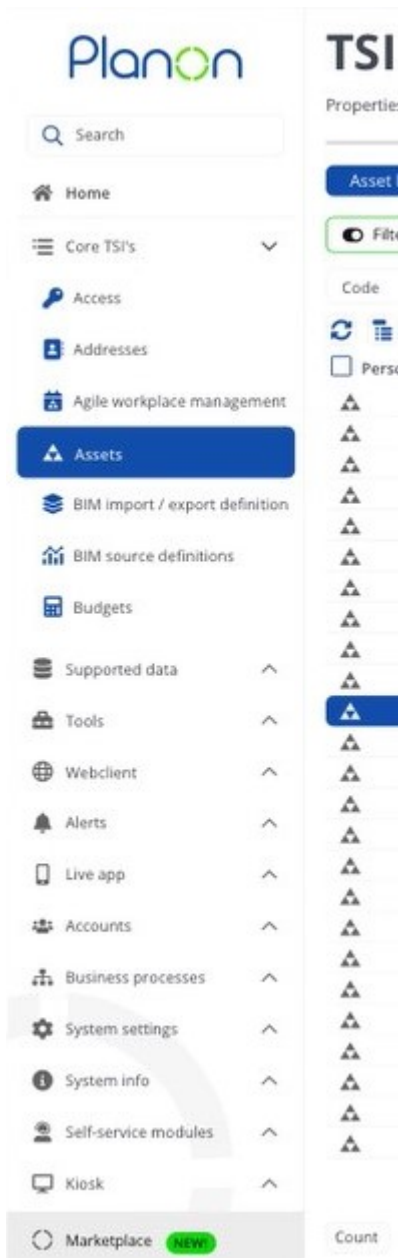 Planon
Search
Home
Core TSI's
Access
Addresses
Agile workplace management
Assets
BIM import / export definition
BIM source definitions
Budgets
Supported data
Tools
Webclient
Alerts
Live app
Accounts
Business processes
System settings
System info
Self-service modules
Kiosk
Marketplace NEW!
TSI
Properties
Asset
Filte
Code
Perso
Count